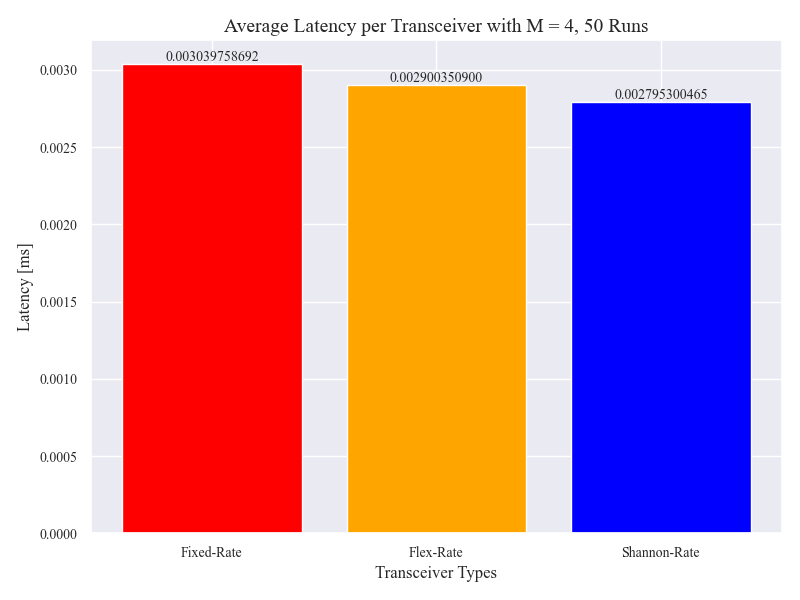 Average Latency per Transceiver with M = 4, 50 Runs
0.003039758692
0.002900350900
0.002795300465
0.0030
0.0025
0.0020
0.0015
0.0010
0.0005
0.0000
Latency [ms]
Fixed-Rate
Flex-Rate
Shannon-Rate
Transceiver Types